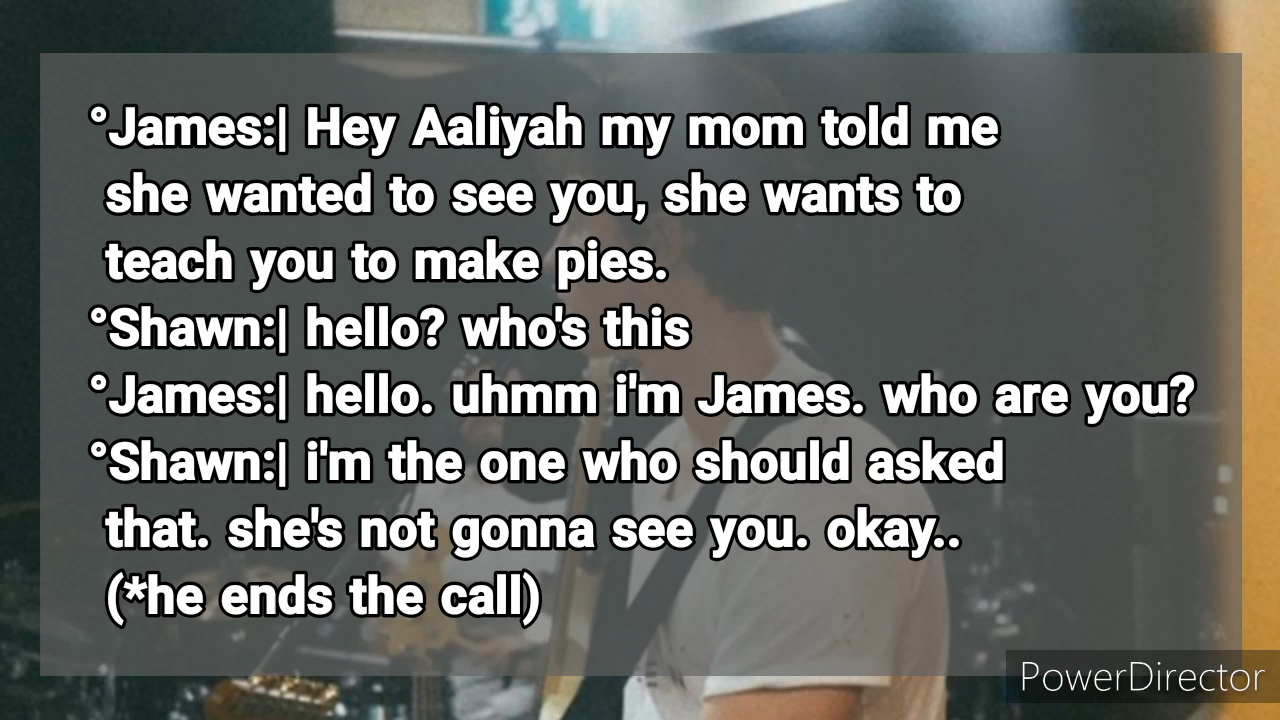 °James:| Hey Aaliyah my mom told me
she wanted to see you, she wants to
teach you to make pies.
°Shawn:| hello? who's this
°James:| hello. uhmm i'm James. who are you?
°Shawn:| i'm the one who should asked
that. she's not gonna see you. okay..
(*he ends the call)
PowerDirector